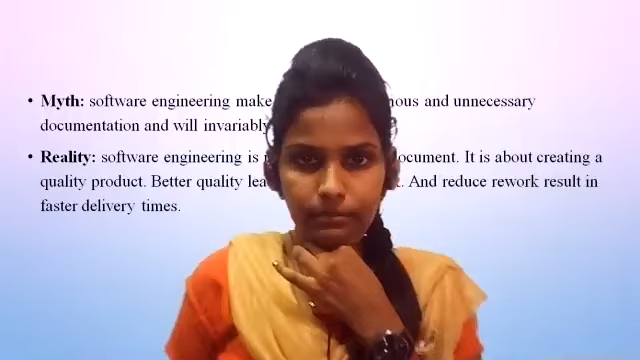 • Myth: software engineering make nous and unnecessary
documentation and will invariably
• Reality: software engineering is ocument. It is about creating a
quality product. Better quality lea And reduce rework result in
faster delivery times.